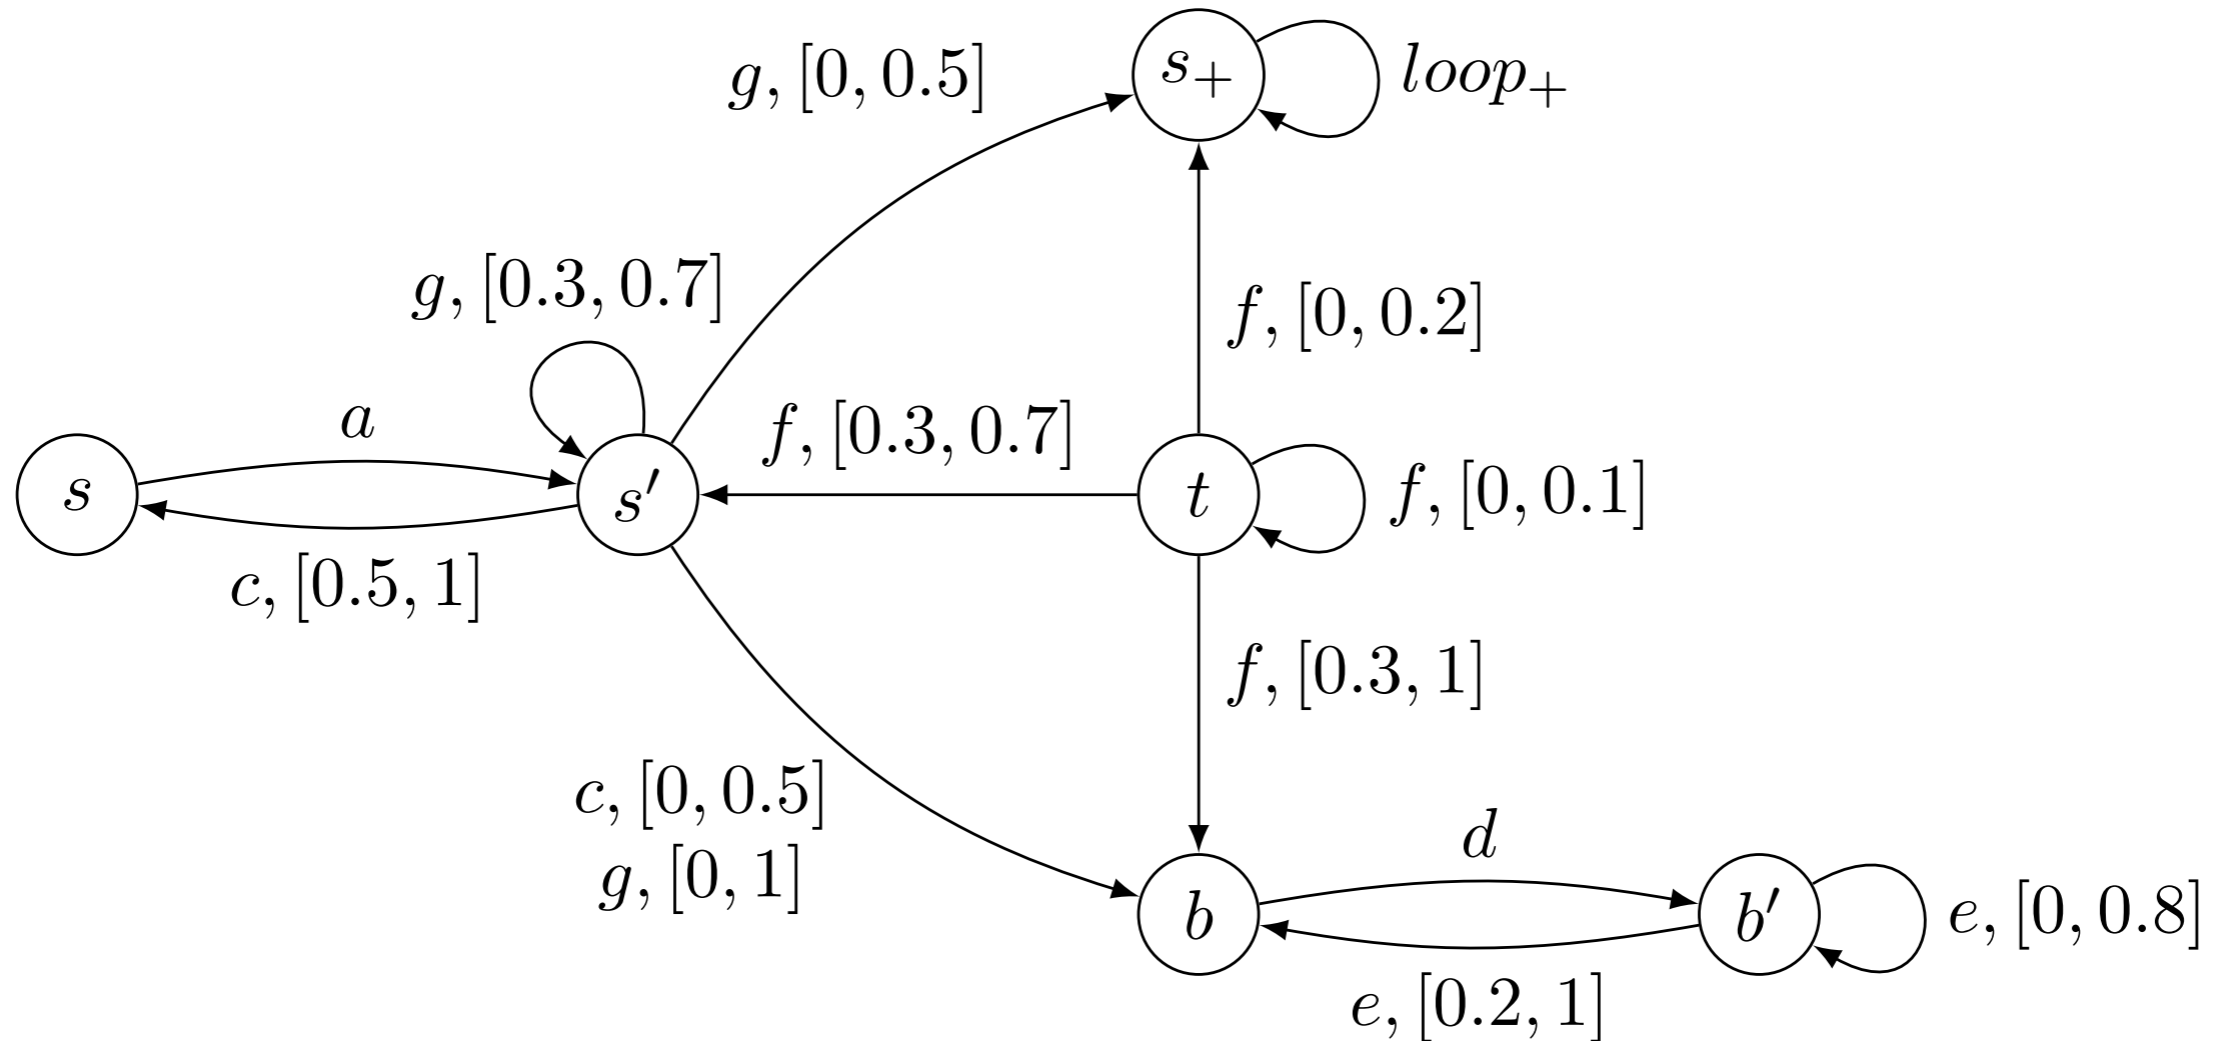 g, [0, 0.5]
s₊
loop₊
g, [0.3, 0.7]
f, [0, 0.2]
a
f, [0.3, 0.7]
s
s′
t
f, [0, 0.1]
c, [0.5, 1]
f, [0.3, 1]
c, [0, 0.5]
g, [0, 1]
d
b
b′
e, [0, 0.8]
e, [0.2, 1]